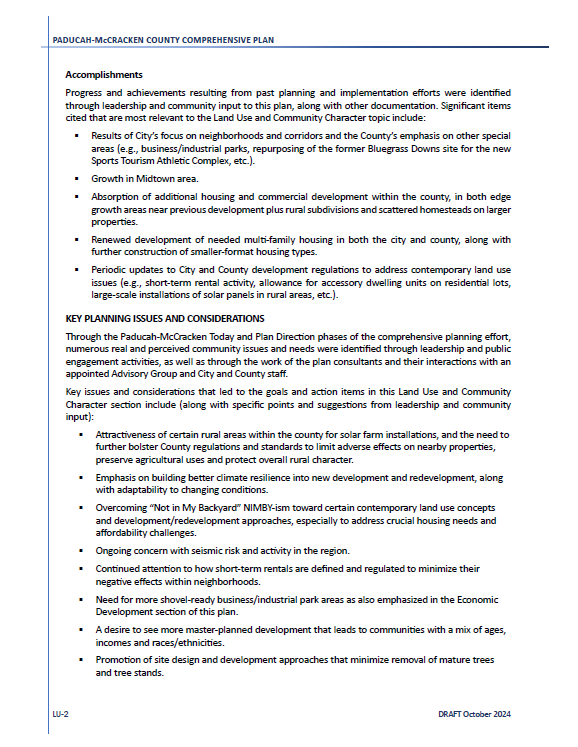 PADUCAH-McCRACKEN COUNTY COMPREHENSIVE PLAN
Accomplishments
Progress and achievements resulting from past planning and implementation efforts were identified
through leadership and community input to this plan, along with other documentation. Significant items
cited that are most relevant to the Land Use and Community Character topic include:
▪ Results of City’s focus on neighborhoods and corridors and the County’s emphasis on other special
areas (e.g., business/industrial parks, repurposing of the former Bluegrass Downs site for the new
Sports Tourism Athletic Complex, etc.).
▪ Growth in Midtown area.
▪ Absorption of additional housing and commercial development within the county, in both edge
growth areas near previous development plus rural subdivisions and scattered homesteads on larger
properties.
▪ Renewed development of needed multi-family housing in both the city and county, along with
further construction of smaller-format housing types.
▪ Periodic updates to City and County development regulations to address contemporary land use
issues (e.g., short-term rental activity, allowance for accessory dwelling units on residential lots,
large-scale installations of solar panels in rural areas, etc.).
KEY PLANNING ISSUES AND CONSIDERATIONS
Through the Paducah-McCracken Today and Plan Direction phases of the comprehensive planning effort,
numerous real and perceived community issues and needs were identified through leadership and public
engagement activities, as well as through the work of the plan consultants and their interactions with an
appointed Advisory Group and City and County staff.
Key issues and considerations that led to the goals and action items in this Land Use and Community
Character section include (along with specific points and suggestions from leadership and community
input):
▪ Attractiveness of certain rural areas within the county for solar farm installations, and the need to
further bolster County regulations and standards to limit adverse effects on nearby properties,
preserve agricultural uses and protect overall rural character.
▪ Emphasis on building better climate resilience into new development and redevelopment, along
with adaptability to changing conditions.
▪ Overcoming “Not in My Backyard” NIMBY-ism toward certain contemporary land use concepts
and development/redevelopment approaches, especially to address crucial housing needs and
affordability challenges.
▪ Ongoing concern with seismic risk and activity in the region.
▪ Continued attention to how short-term rentals are defined and regulated to minimize their
negative effects within neighborhoods.
▪ Need for more shovel-ready business/industrial park areas as also emphasized in the Economic
Development section of this plan.
▪ A desire to see more master-planned development that leads to communities with a mix of ages,
incomes and races/ethnicities.
▪ Promotion of site design and development approaches that minimize removal of mature trees
and tree stands.
LU-2 DRAFT October 2024